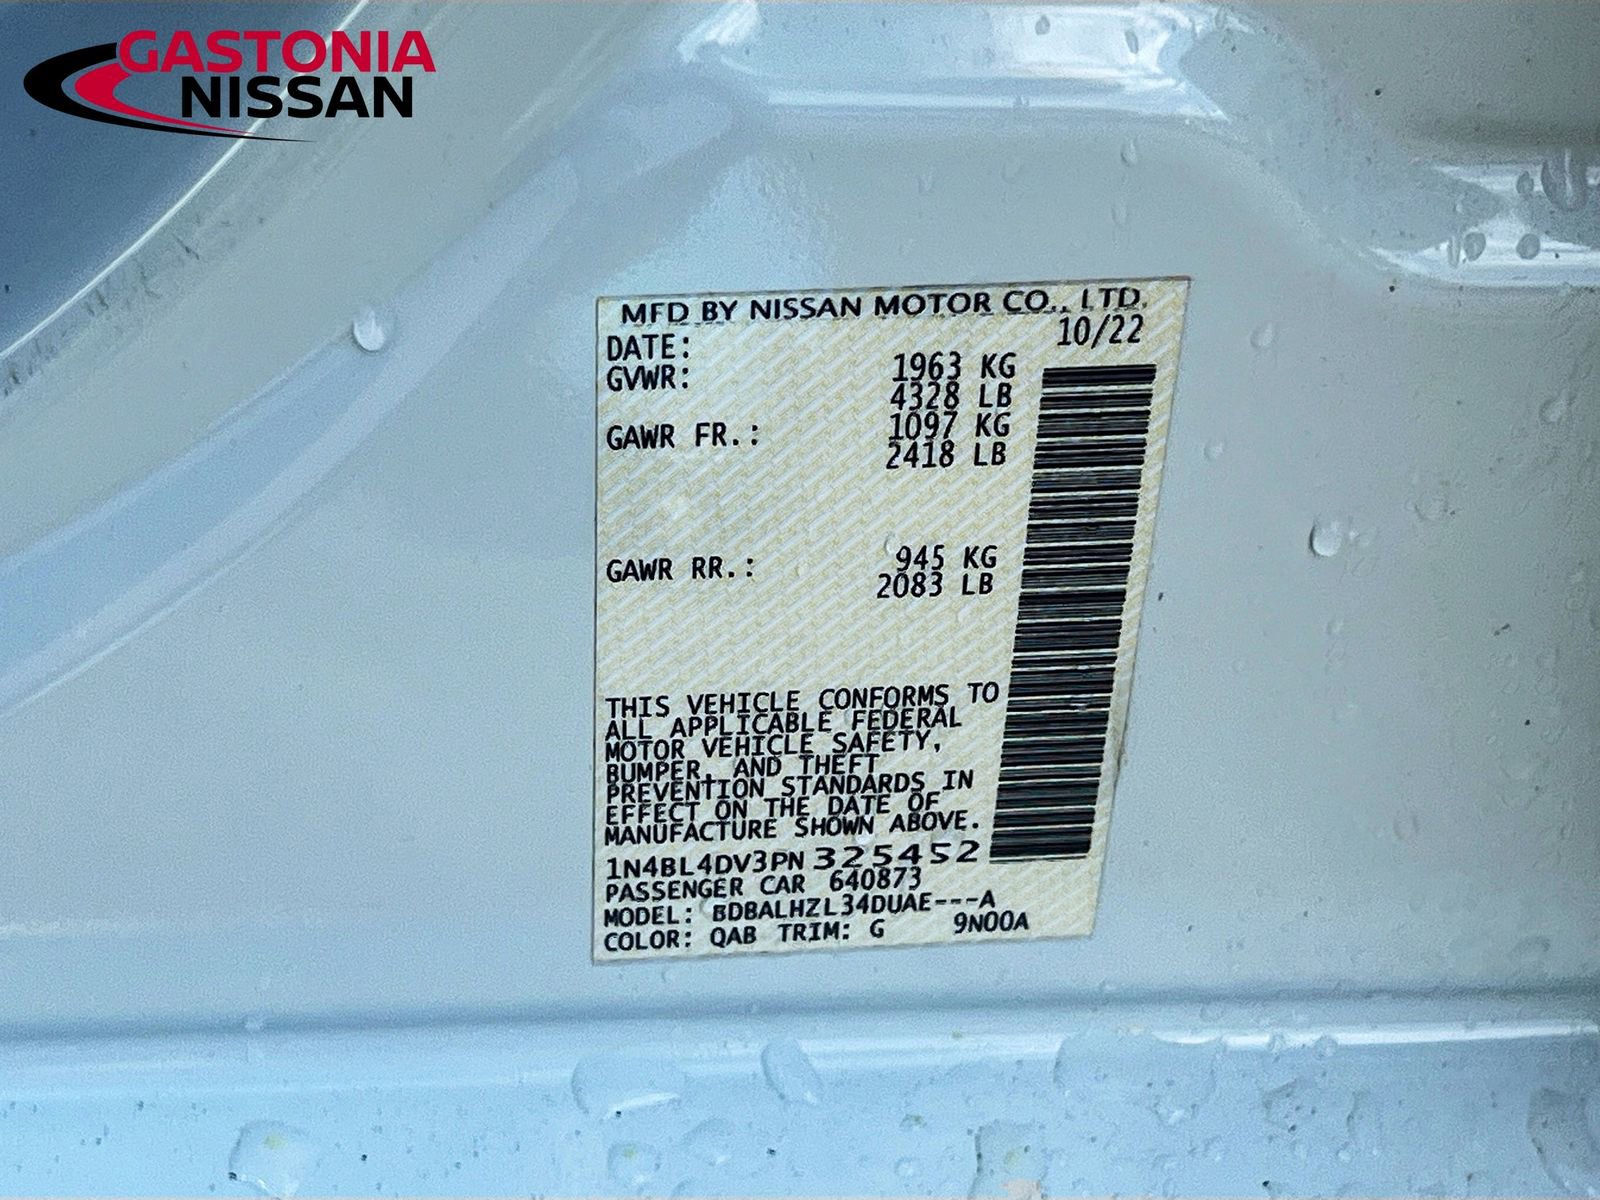 GASTONIA
NISSAN
MFD BY NISSAN MOTOR CO., LTD.
DATE: 10/22
GVWR: 1963 KG
4328 LB
GAWR FR.: 1097 KG
2418 LB
GAWR RR.: 945 KG
2083 LB
THIS VEHICLE CONFORMS TO
ALL APPLICABLE FEDERAL
MOTOR VEHICLE SAFETY,
BUMPER, AND THEFT
PREVENTION STANDARDS IN
EFFECT ON THE DATE OF
MANUFACTURE SHOWN ABOVE.
1N4BL4DV3PN325452
PASSENGER CAR 640873
MODEL: BDBALHZL34DUAE---A
COLOR: QAB TRIM: G 9N00A